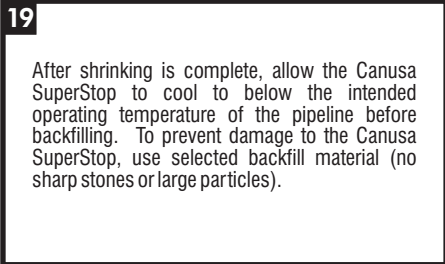 19
After shrinking is complete, allow the Canusa
SuperStop to cool to below the intended
operating temperature of the pipeline before
backfilling. To prevent damage to the Canusa
SuperStop, use selected backfill material (no
sharp stones or large particles).